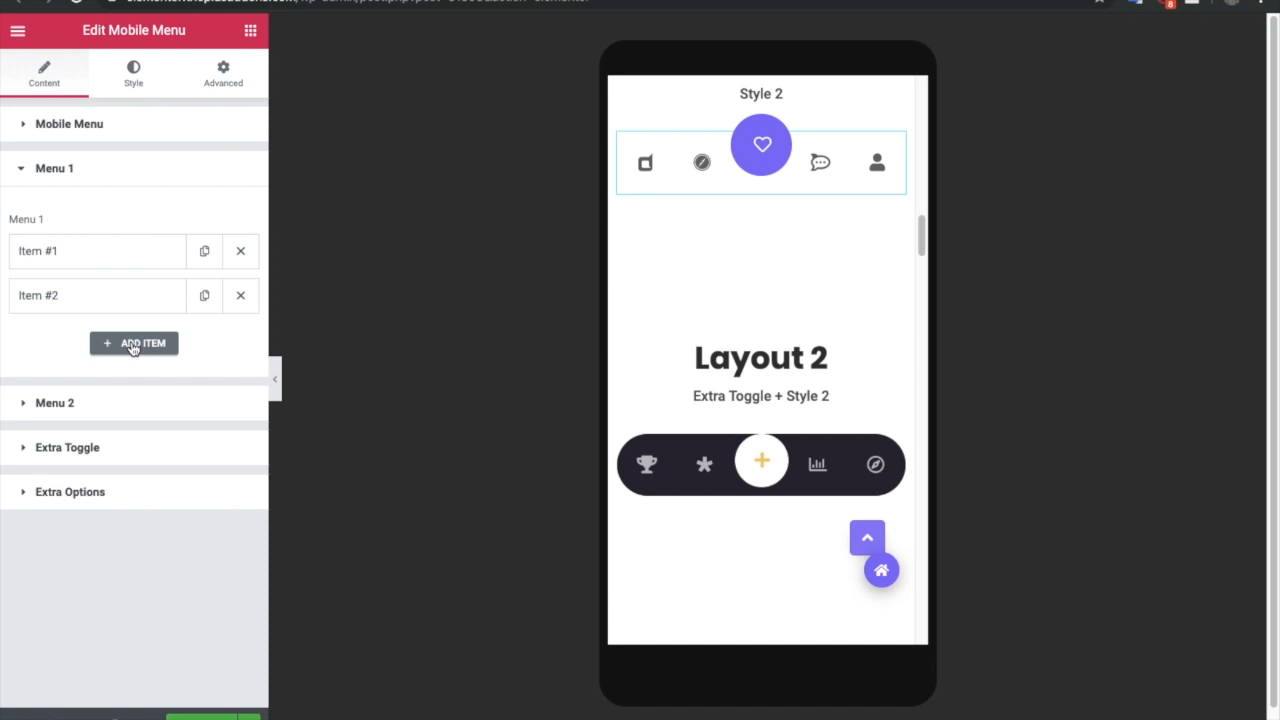 Edit Mobile Menu
Content
Style
Advanced
Mobile Menu
Menu 1
Menu 1
Item #1
Item #2
ADD ITEM
Menu 2
Extra Toggle
Extra Options
8
Style 2
Layout 2
Extra Toggle + Style 2